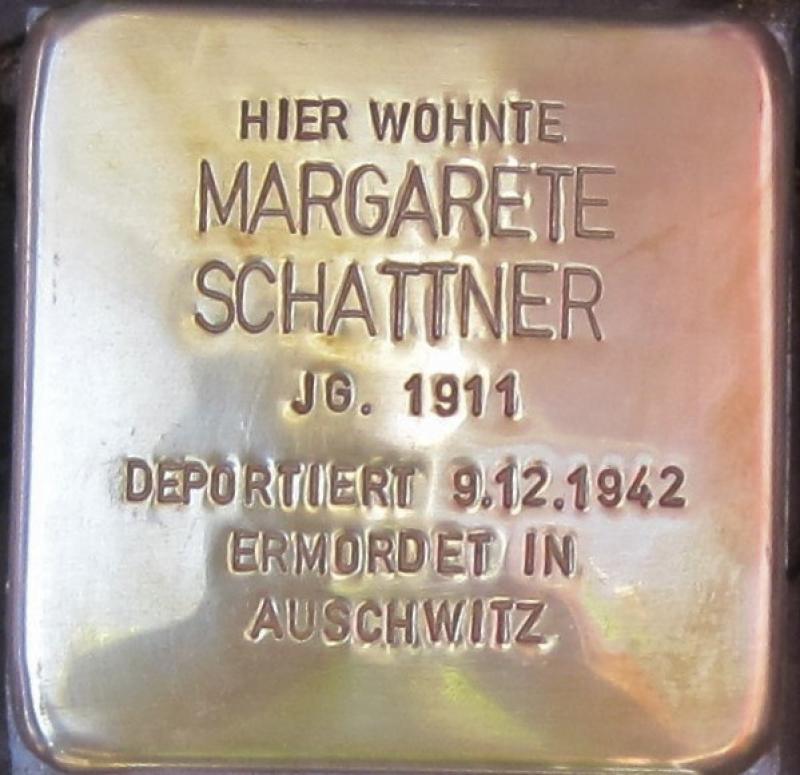 HIER WOHNTE
MARGARETE
SCHATTNER
JG. 1911
DEPORTIERT 9.12.1942
ERMORDET IN
AUSCHWITZ